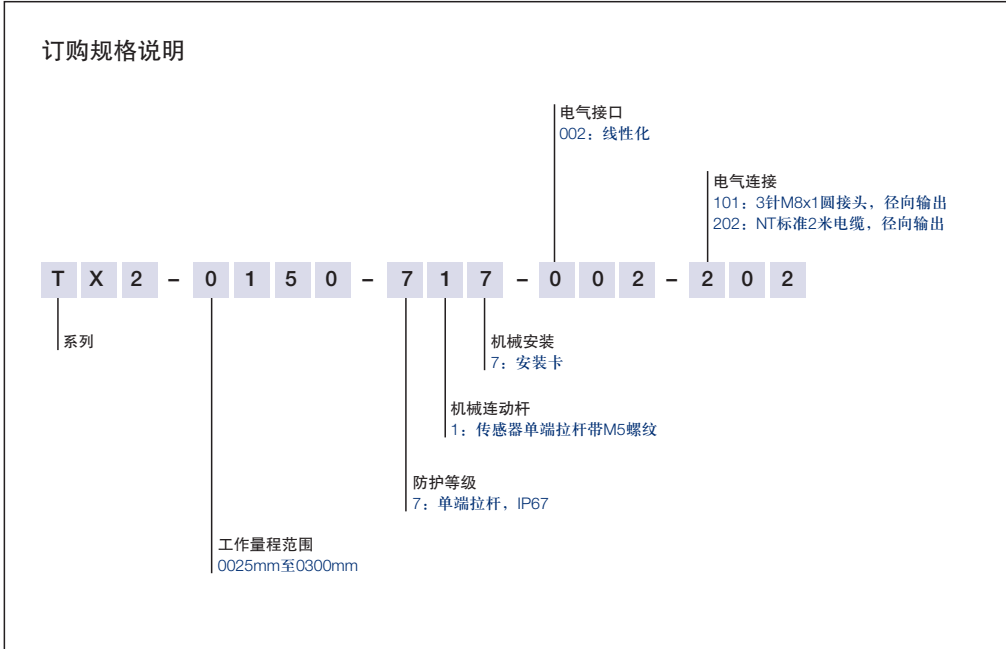 订购规格说明
电气接口
002：线性化
电气连接
101：3针M8x1圆接头，径向输出
202：NT标准2米电缆，径向输出
T X 2 – 0 1 5 0 – 7 1 7 – 0 0 2 – 2 0 2
系列
机械安装
7：安装卡
机械连动杆
1：传感器单端拉杆带M5螺纹
防护等级
7：单端拉杆，IP67
工作量程范围
0025mm至0300mm